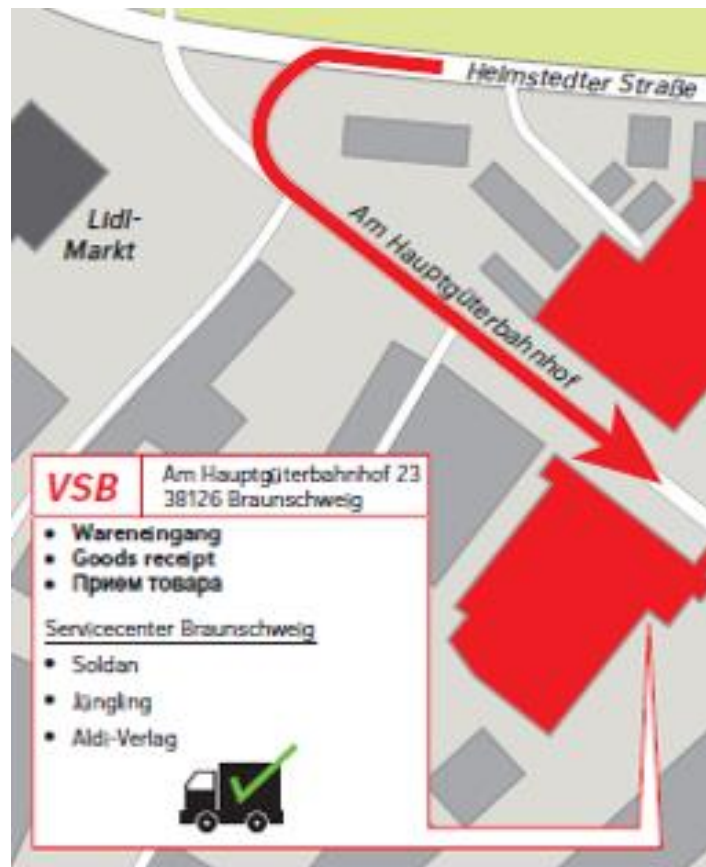 Helmstedter Straße
Lidl-
Markt
Am Hauptgüterbahnhof
VSB
Am Hauptgüterbahnhof 23
38126 Braunschweig
• Wareneingang
• Goods receipt
• Прием товара
Servicecenter Braunschweig
• Soldan
• Jüngling
• Aldi-Verlag